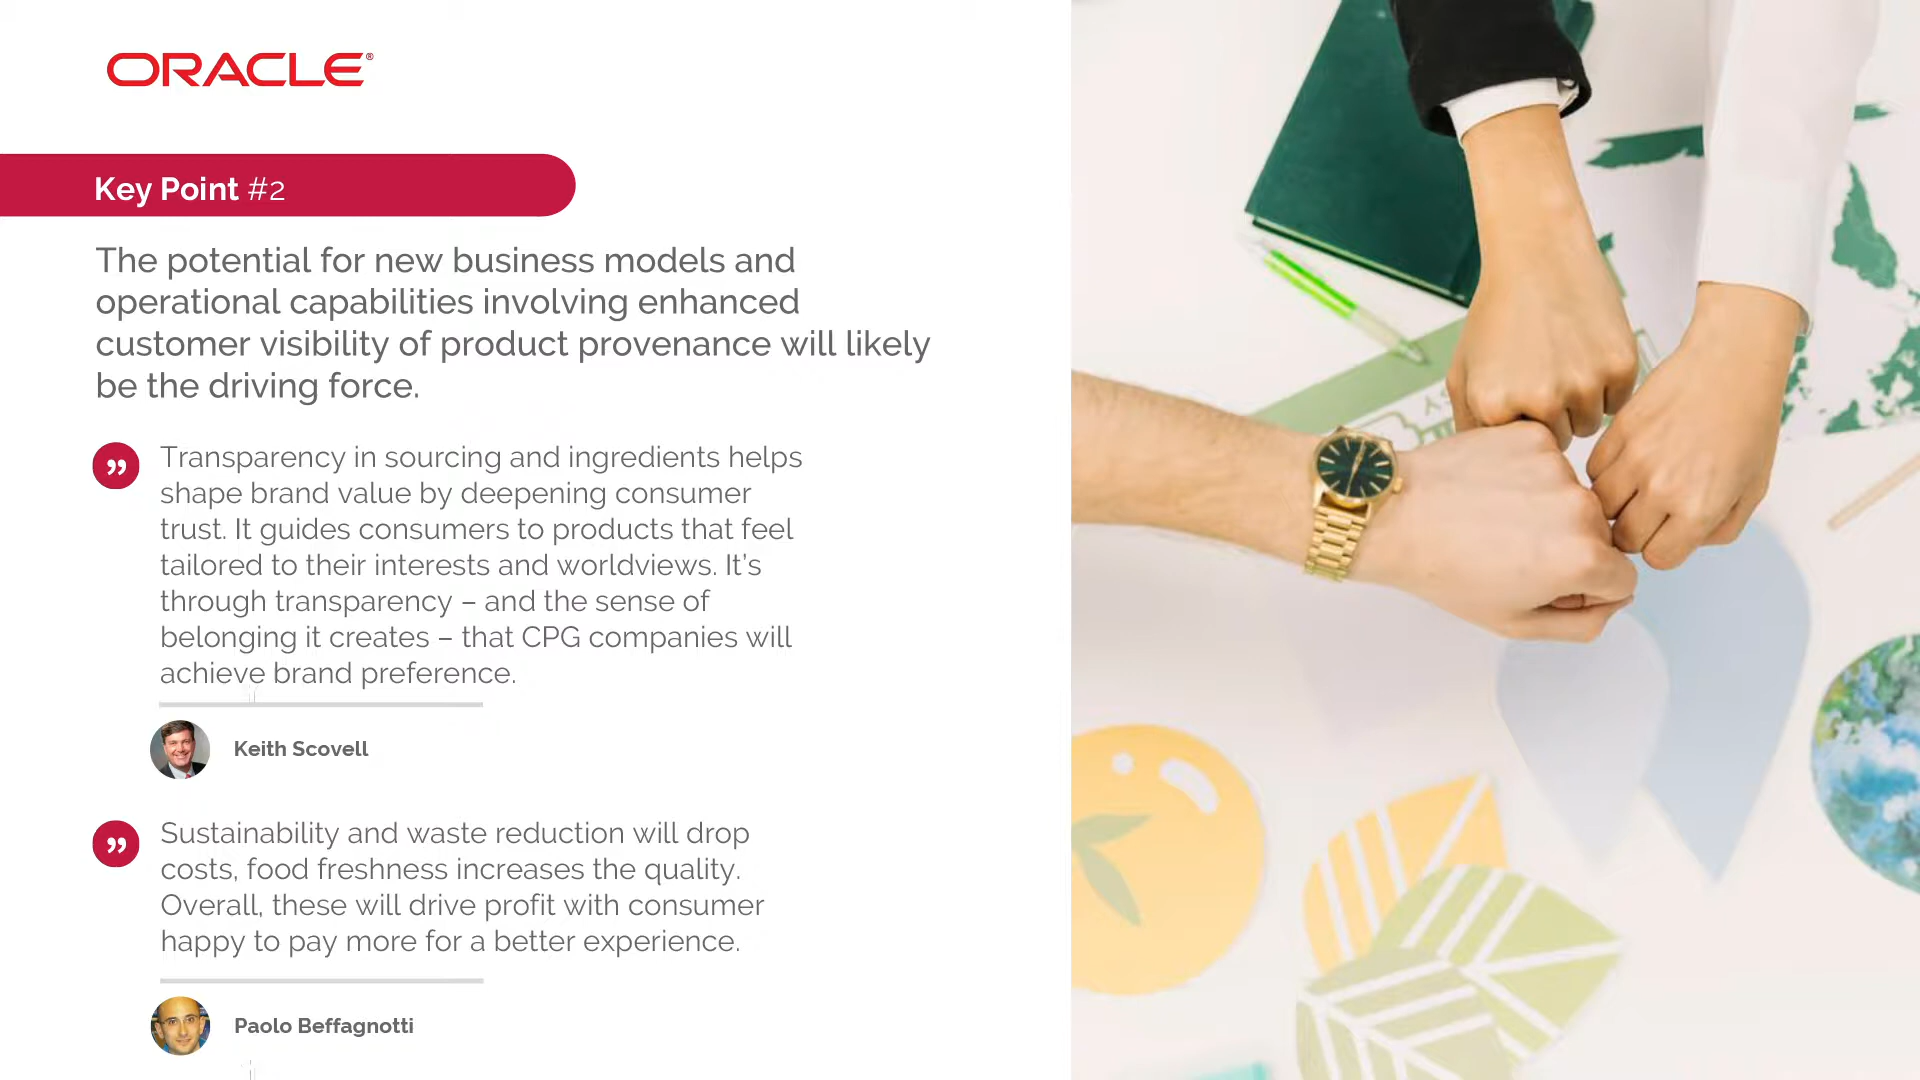 ORACLE®
Key Point #2
The potential for new business models and
operational capabilities involving enhanced
customer visibility of product provenance will likely
be the driving force.
Transparency in sourcing and ingredients helps
shape brand value by deepening consumer
trust. It guides consumers to products that feel
tailored to their interests and worldviews. It’s
through transparency – and the sense of
belonging it creates – that CPG companies will
achieve brand preference.
Keith Scovell
Sustainability and waste reduction will drop
costs, food freshness increases the quality.
Overall, these will drive profit with consumer
happy to pay more for a better experience.
Paolo Beffagnotti